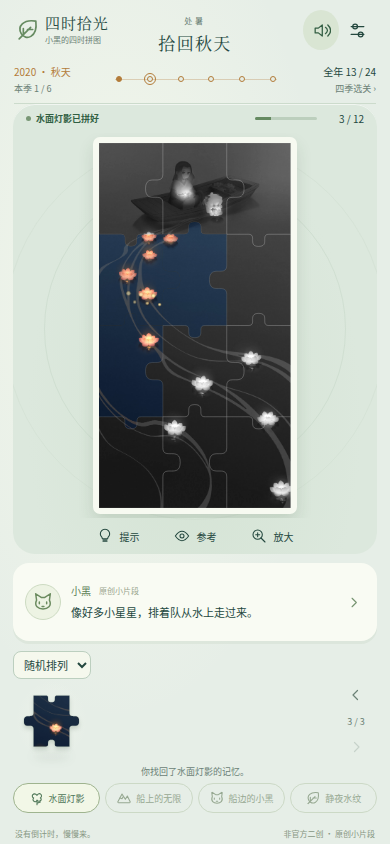 四时拾光
小黑的四时拼图
处暑
拾回秋天
2020 · 秋天
本季 1 / 6
全年 13 / 24
四季选关 ›
水面灯影已拼好
3 / 12
提示
参考
放大
小黑 原创小片段
像好多小星星，排着队从水上走过来。
随机排列
3 / 3
你找回了水面灯影的记忆。
水面灯影
船上的无限
船边的小黑
静夜水纹
没有倒计时，慢慢来。
非官方二创 · 原创小片段